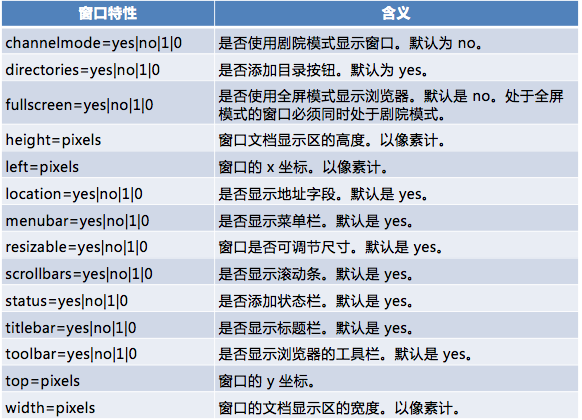 窗口特性 含义
channelmode=yes|no|1|0 是否使用剧院模式显示窗口。默认为 no。
directories=yes|no|1|0 是否添加目录按钮。默认为 yes。
fullscreen=yes|no|1|0 是否使用全屏模式显示浏览器。默认是 no。处于全屏
模式的窗口必须同时处于剧院模式。
height=pixels 窗口文档显示区的高度。以像素计。
left=pixels 窗口的 x 坐标。以像素计。
location=yes|no|1|0 是否显示地址字段。默认是 yes。
menubar=yes|no|1|0 是否显示菜单栏。默认是 yes。
resizable=yes|no|1|0 窗口是否可调节尺寸。默认是 yes。
scrollbars=yes|no|1|0 是否显示滚动条。默认是 yes。
status=yes|no|1|0 是否添加状态栏。默认是 yes。
titlebar=yes|no|1|0 是否显示标题栏。默认是 yes。
toolbar=yes|no|1|0 是否显示浏览器的工具栏。默认是 yes。
top=pixels 窗口的 y 坐标。
width=pixels 窗口的文档显示区的宽度。以像素计。